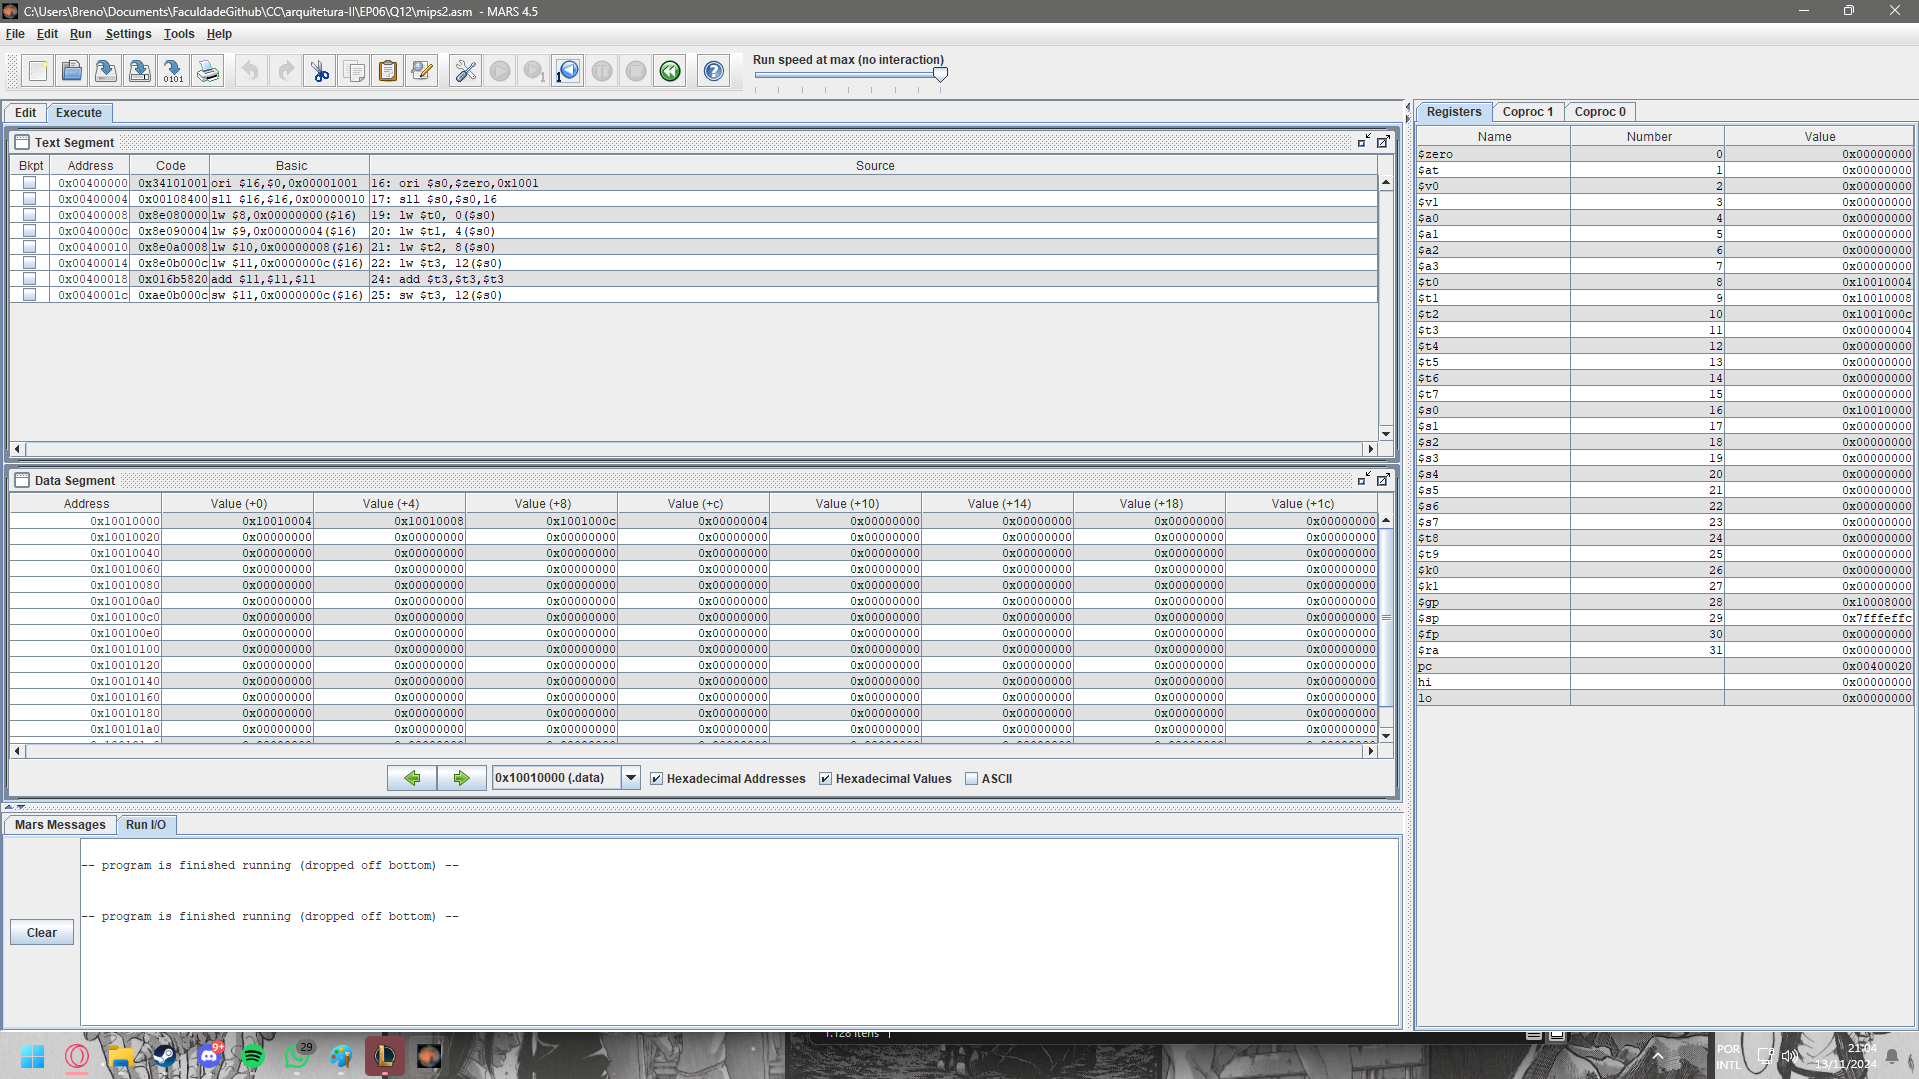 C:\Users\Breno\Documents\FaculdadeGithub\CC\arquitetura-II\EP06\Q12\mips2.asm - MARS 4.5
File Edit Run Settings Tools Help
Run speed at max (no interaction)
Edit Execute
Text Segment
Bkpt Address Code Basic Source
0x00400000 0x34101001 ori $16,$0,0x00001001 16: ori $s0,$zero,0x1001
0x00400004 0x00108400 sll $16,$16,0x00000010 17: sll $s0,$s0,16
0x00400008 0x8e080000 lw $8,0x00000000($16) 19: lw $t0, 0($s0)
0x0040000c 0x8e090004 lw $9,0x00000004($16) 20: lw $t1, 4($s0)
0x00400010 0x8e0a0008 lw $10,0x00000008($16) 21: lw $t2, 8($s0)
0x00400014 0x8e0b000c lw $11,0x0000000c($16) 22: lw $t3, 12($s0)
0x00400018 0x016b5820 add $11,$11,$11 24: add $t3,$t3,$t3
0x0040001c 0xae0b000c sw $11,0x0000000c($16) 25: sw $t3, 12($s0)
Data Segment
Address Value (+0) Value (+4) Value (+8) Value (+c) Value (+10) Value (+14) Value (+18) Value (+1c)
0x10010000 0x10010004 0x10010008 0x1001000c 0x00000004 0x00000000 0x00000000 0x00000000 0x00000000
0x10010020 0x00000000 0x00000000 0x00000000 0x00000000 0x00000000 0x00000000 0x00000000 0x00000000
0x10010040 0x00000000 0x00000000 0x00000000 0x00000000 0x00000000 0x00000000 0x00000000 0x00000000
0x10010060 0x00000000 0x00000000 0x00000000 0x00000000 0x00000000 0x00000000 0x00000000 0x00000000
0x10010080 0x00000000 0x00000000 0x00000000 0x00000000 0x00000000 0x00000000 0x00000000 0x00000000
0x100100a0 0x00000000 0x00000000 0x00000000 0x00000000 0x00000000 0x00000000 0x00000000 0x00000000
0x100100c0 0x00000000 0x00000000 0x00000000 0x00000000 0x00000000 0x00000000 0x00000000 0x00000000
0x100100e0 0x00000000 0x00000000 0x00000000 0x00000000 0x00000000 0x00000000 0x00000000 0x00000000
0x10010100 0x00000000 0x00000000 0x00000000 0x00000000 0x00000000 0x00000000 0x00000000 0x00000000
0x10010120 0x00000000 0x00000000 0x00000000 0x00000000 0x00000000 0x00000000 0x00000000 0x00000000
0x10010140 0x00000000 0x00000000 0x00000000 0x00000000 0x00000000 0x00000000 0x00000000 0x00000000
0x10010160 0x00000000 0x00000000 0x00000000 0x00000000 0x00000000 0x00000000 0x00000000 0x00000000
0x10010180 0x00000000 0x00000000 0x00000000 0x00000000 0x00000000 0x00000000 0x00000000 0x00000000
0x100101a0 0x00000000 0x00000000 0x00000000 0x00000000 0x00000000 0x00000000 0x00000000 0x00000000
0x10010000 (.data) Hexadecimal Addresses Hexadecimal Values ASCII
Mars Messages Run I/O
-- program is finished running (dropped off bottom) --
-- program is finished running (dropped off bottom) --
Clear
Registers Coproc 1 Coproc 0
Name Number Value
$zero 0 0x00000000
$at 1 0x00000000
$v0 2 0x00000000
$v1 3 0x00000000
$a0 4 0x00000000
$a1 5 0x00000000
$a2 6 0x00000000
$a3 7 0x00000000
$t0 8 0x10010004
$t1 9 0x10010008
$t2 10 0x1001000c
$t3 11 0x00000004
$t4 12 0x00000000
$t5 13 0x00000000
$t6 14 0x00000000
$t7 15 0x00000000
$s0 16 0x10010000
$s1 17 0x00000000
$s2 18 0x00000000
$s3 19 0x00000000
$s4 20 0x00000000
$s5 21 0x00000000
$s6 22 0x00000000
$s7 23 0x00000000
$t8 24 0x00000000
$t9 25 0x00000000
$k0 26 0x00000000
$k1 27 0x00000000
$gp 28 0x10008000
$sp 29 0x7fffeffc
$fp 30 0x00000000
$ra 31 0x00000000
pc 0x00400020
hi 0x00000000
lo 0x00000000
1.128 itens
9+ 29
POR
INTL
21:04
13/11/2024